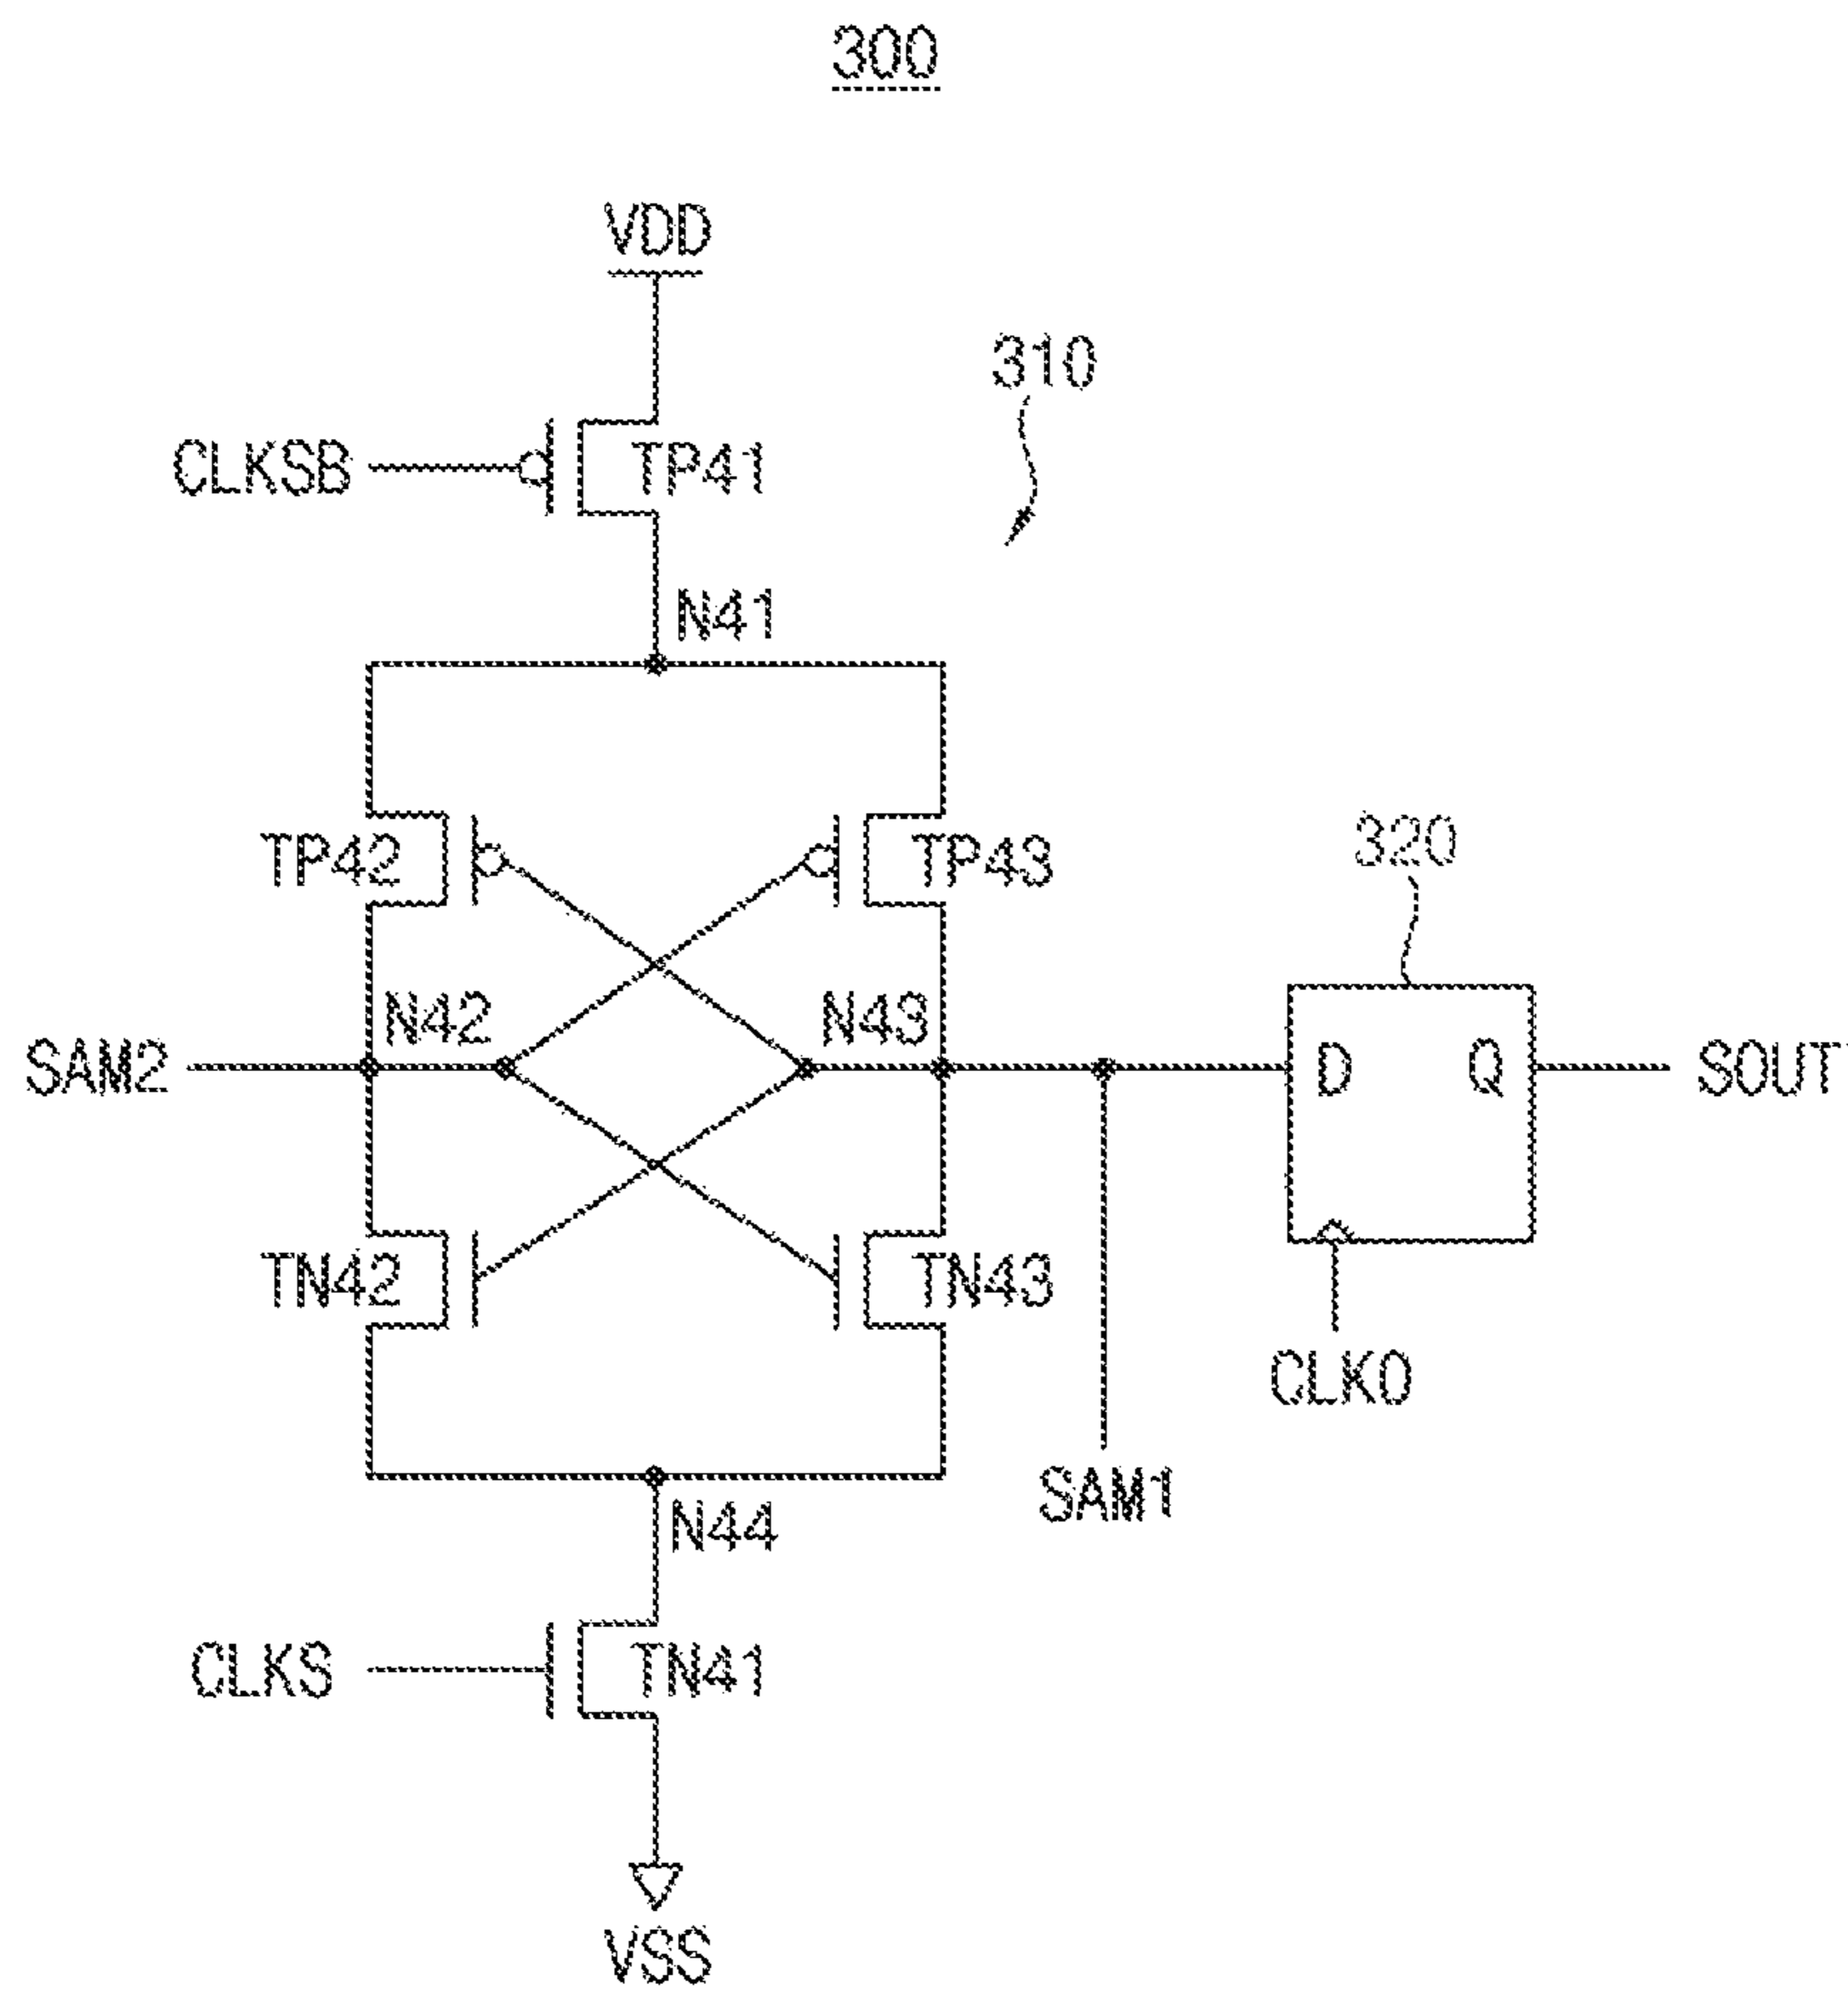 300
VDD
310
CLKSB
TP41
N41
TP42
TP43
320
N42
N43
SAM2
D
Q
SOUT
TN42
TN43
CLKO
SAM1
N44
CLKS
TN41
VSS